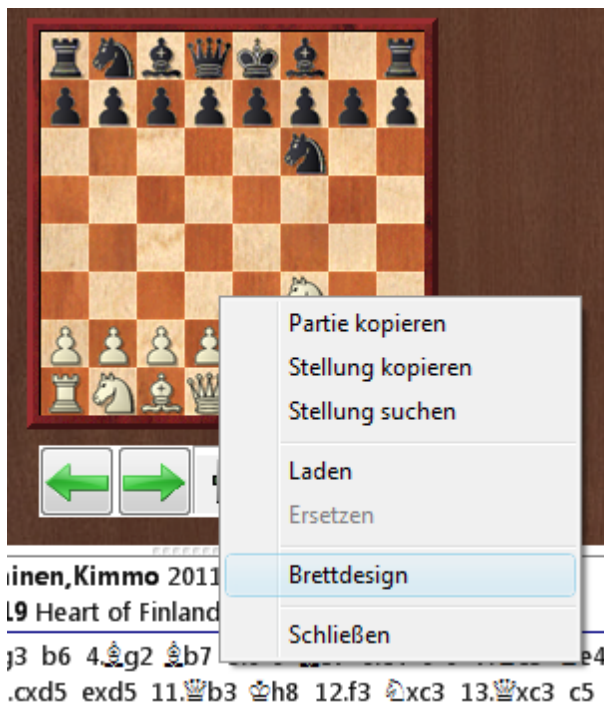 Partie kopieren
Stellung kopieren
Stellung suchen
Laden
Ersetzen
Brettdesign
Schließen
inen,Kimmo 2011
19 Heart of Finland
g3 b6 4.♗g2 ♗b7
.cxd5 exd5 11.♕b3 ♔h8 12.f3 ♘xc3 13.♕xc3 c5